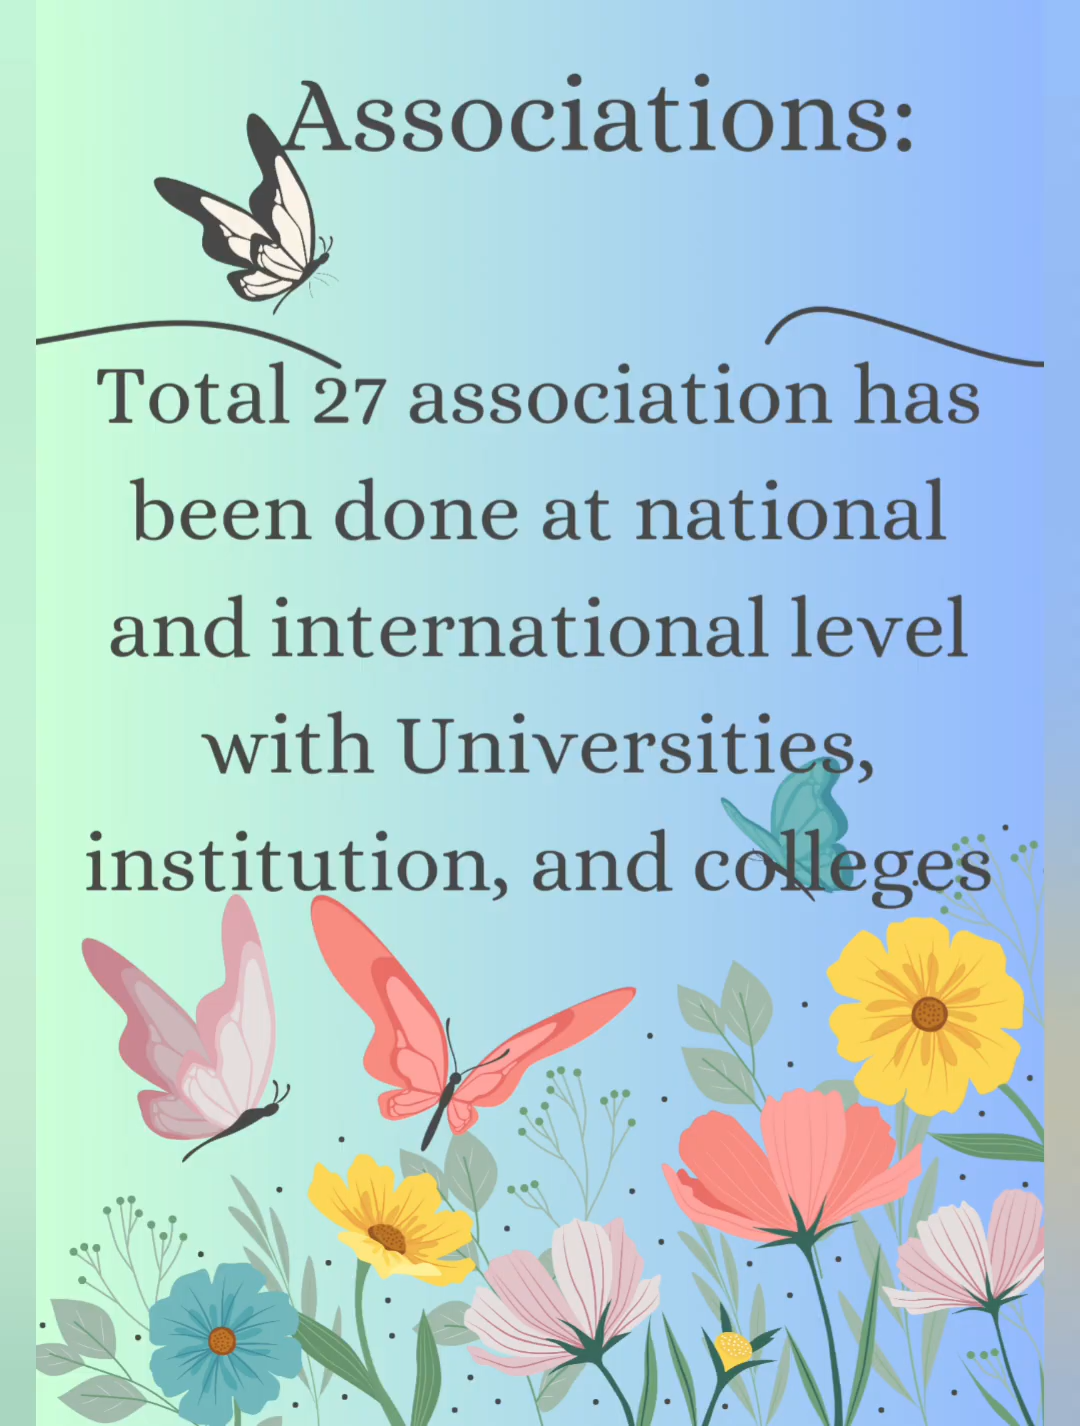 Associations:
Total 27 association has
been done at national
and international level
with Universities,
institution, and colleges